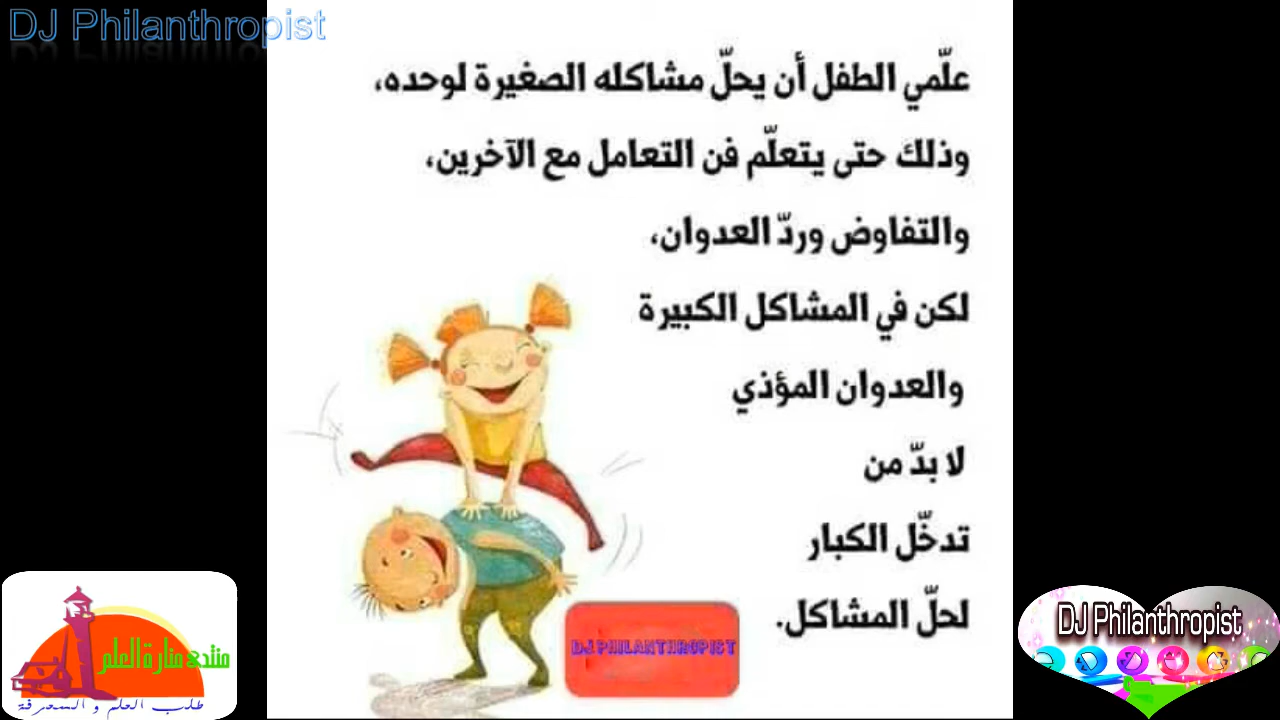 DJ Philanthropist
علّمي الطفل أن يحلّ مشاكله الصغيرة لوحده،
وذلك حتى يتعلّم فن التعامل مع الآخرين،
والتفاوض وردّ العدوان،
لكن في المشاكل الكبيرة
والعدوان المؤذي
لا بدّ من
تدخّل الكبار
لحلّ المشاكل.
DJ PHILANTHROPIST
منتدى منارة العلم
طلب العلم و المعرفة
DJ Philanthropist